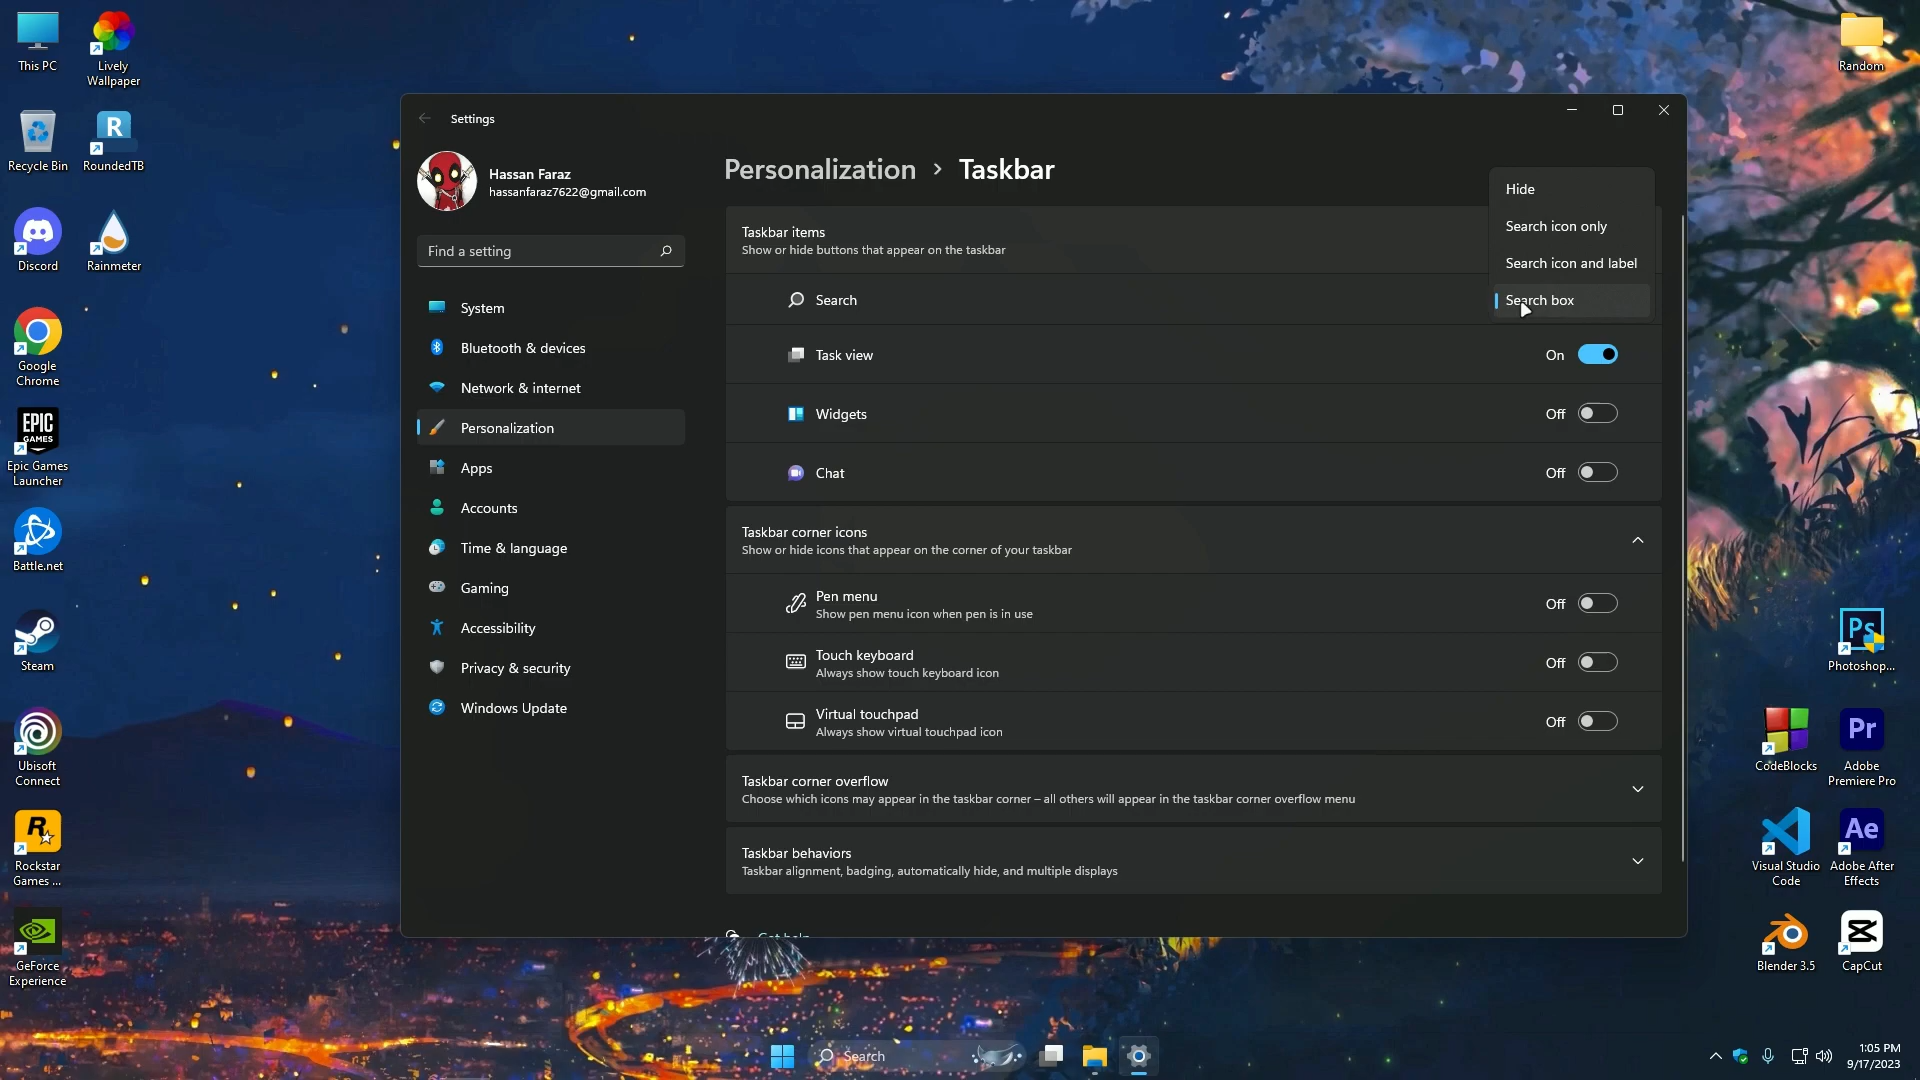 This PC
Lively
Wallpaper
Recycle Bin
R
RoundedTB
Discord
Rainmeter
Google
Chrome
EPIC
GAMES
Epic Games
Launcher
Battle.net
Steam
Ubisoft
Connect
R
Rockstar
Games ...
GeForce
Experience
Settings
Hassan Faraz
hassanfaraz7622@gmail.com
Find a setting
System
Bluetooth & devices
Network & internet
Personalization
Apps
Accounts
Time & language
Gaming
Accessibility
Privacy & security
Windows Update
Personalization > Taskbar
Taskbar items
Show or hide buttons that appear on the taskbar
Search
Hide
Search icon only
Search icon and label
Search box
Task view
On
Widgets
Off
Chat
Off
Taskbar corner icons
Show or hide icons that appear on the corner of your taskbar
Pen menu
Show pen menu icon when pen is in use
Off
Touch keyboard
Always show touch keyboard icon
Off
Virtual touchpad
Always show virtual touchpad icon
Off
Taskbar corner overflow
Choose which icons may appear in the taskbar corner – all others will appear in the taskbar corner overflow menu
Taskbar behaviors
Taskbar alignment, badging, automatically hide, and multiple displays
Get help
Random
Ps
Photoshop...
CodeBlocks
Pr
Adobe
Premiere Pro
Visual Studio
Code
Ae
Adobe After
Effects
Blender 3.5
CapCut
Search
1:05 PM
9/17/2023